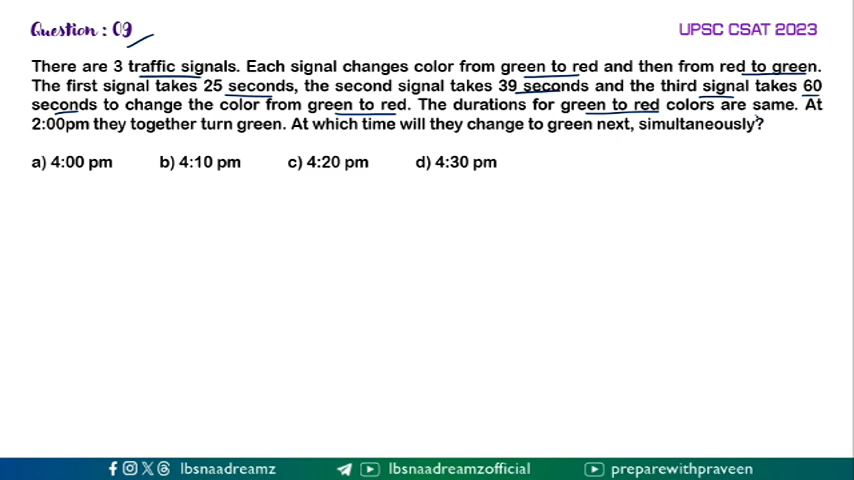 Question : 09
UPSC CSAT 2023
There are 3 traffic signals. Each signal changes color from green to red and then from red to green.
The first signal takes 25 seconds, the second signal takes 39 seconds and the third signal takes 60
seconds to change the color from green to red. The durations for green to red colors are same. At
2:00pm they together turn green. At which time will they change to green next, simultaneously?
a) 4:00 pm b) 4:10 pm c) 4:20 pm d) 4:30 pm
lbsnaadreamz lbsnaadreamzofficial preparewithpraveen